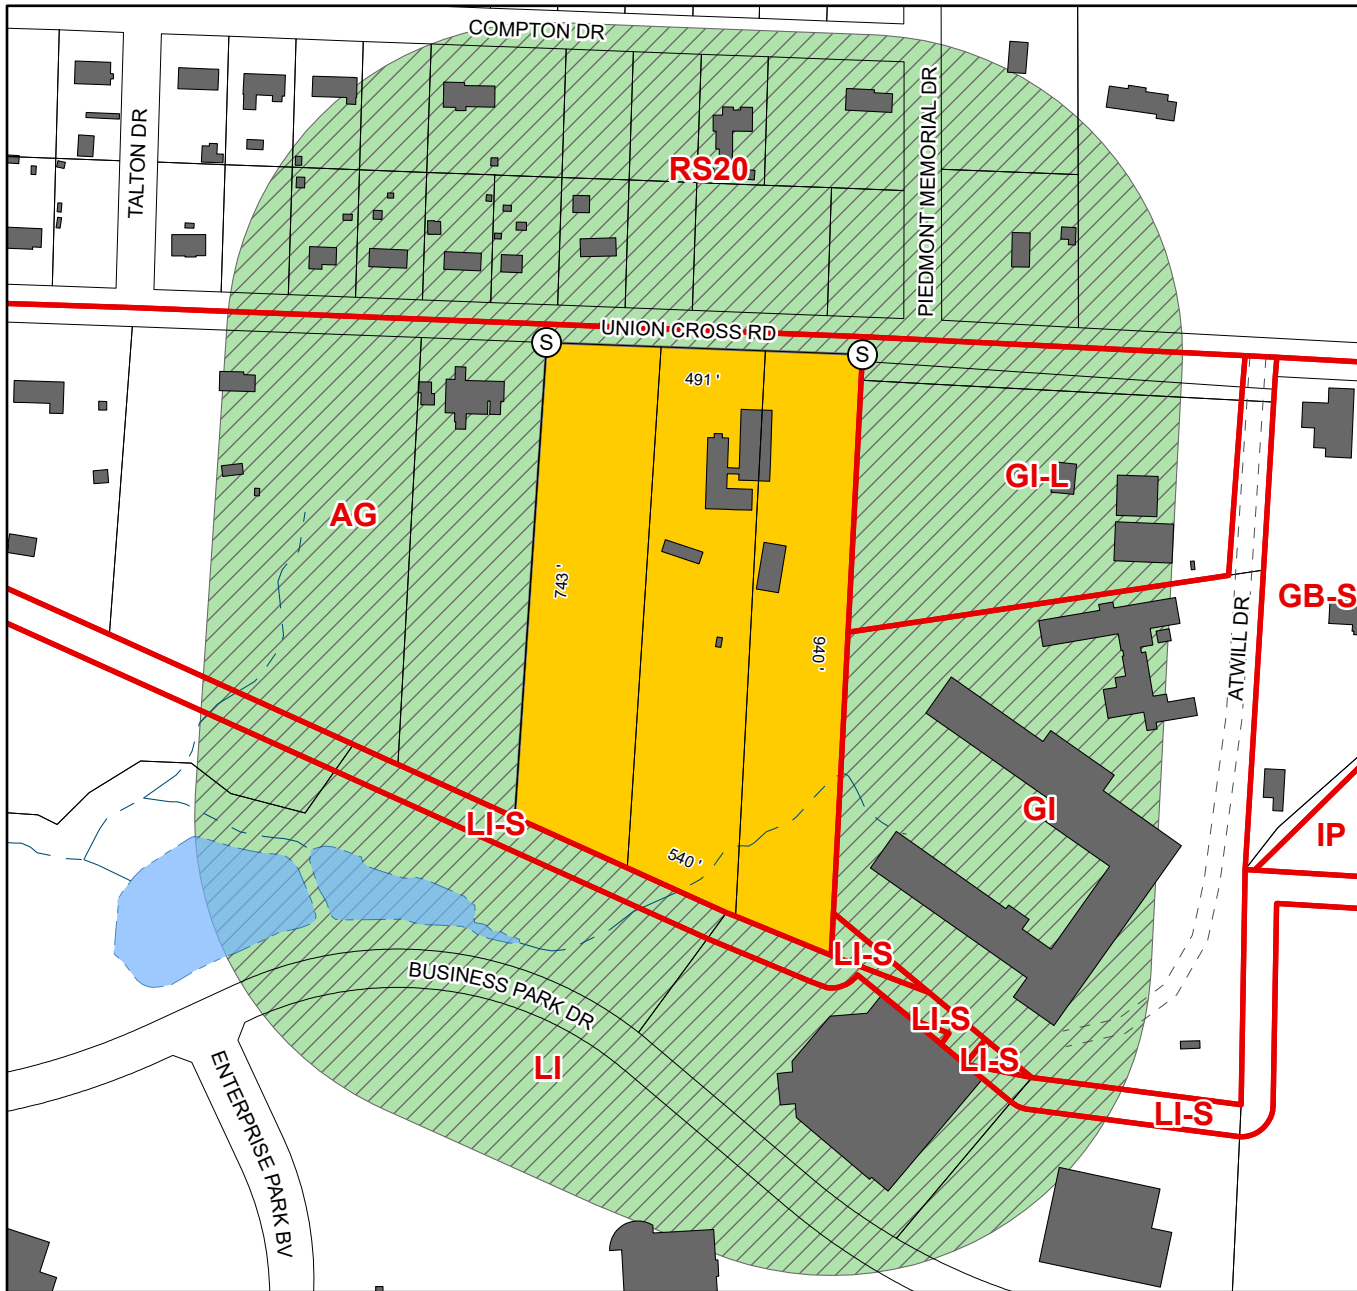 COMPTON DR
TALTON DR
PIEDMONT MEMORIAL DR
RS20
UNION CROSS RD
S
S
491 '
GI-L
AG
743 '
940 '
GB-S
ATWILL DR
GI
LI-S
IP
540 '
LI-S
BUSINESS PARK DR
LI-S
LI-S
LI
LI-S
ENTERPRISE PARK BV